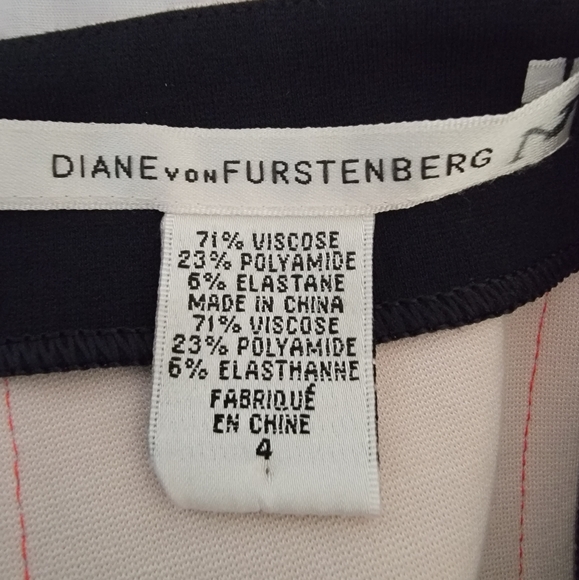 DIANE VON FURSTENBERG
71% VISCOSE
23% POLYAMIDE
6% ELASTANE
MADE IN CHINA
71% VISCOSE
23% POLYAMIDE
6% ELASTHANNE
FABRIQUÉ
EN CHINE
4